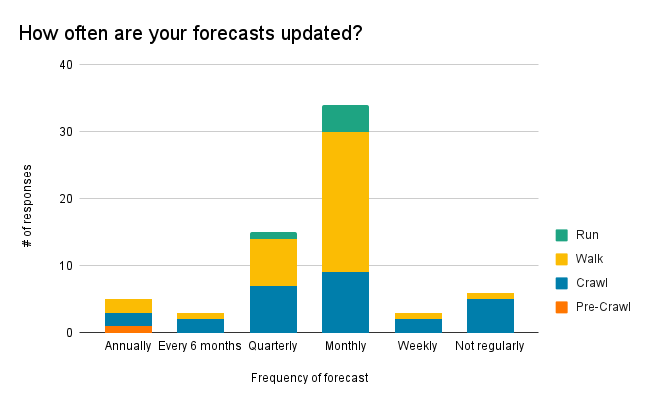 How often are your forecasts updated?
40
30
20
10
0
# of responses
Annually Every 6 months Quarterly Monthly Weekly Not regularly
Frequency of forecast
Run
Walk
Crawl
Pre-Crawl